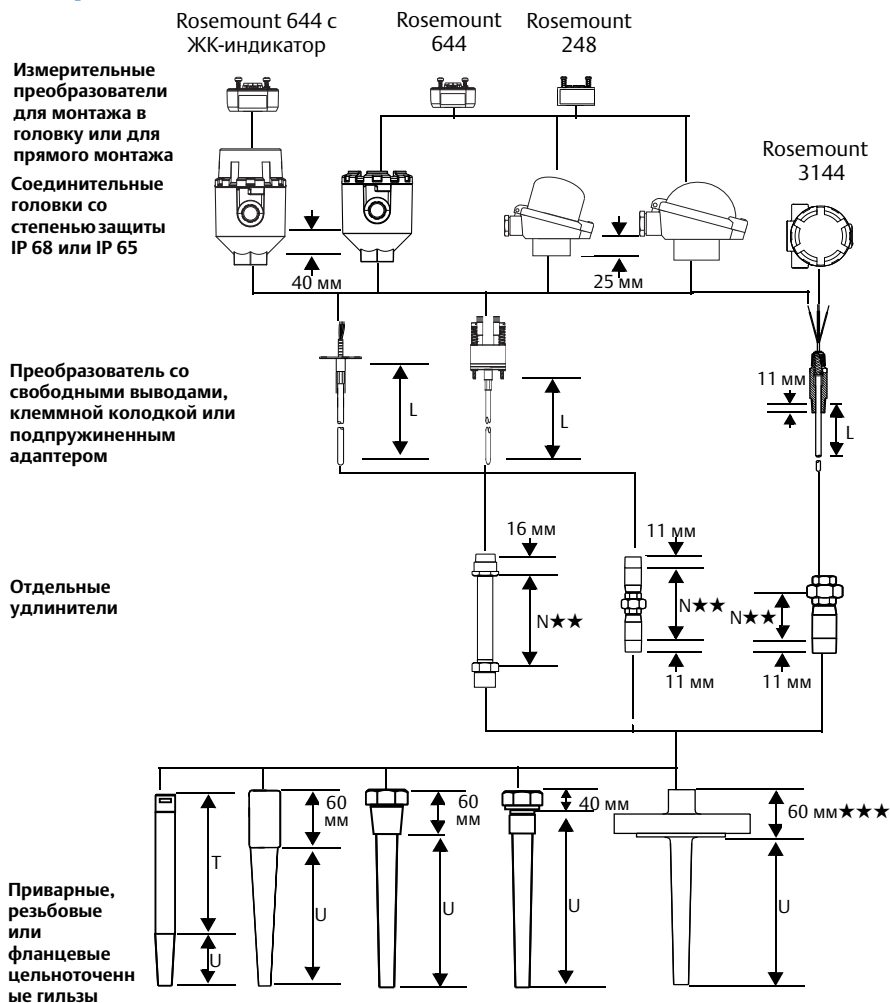 Rosemount 644 с
ЖК-индикатор
Rosemount
644
Rosemount
248
Измерительные
преобразователи
для монтажа в
головку или для
прямого монтажа
Rosemount
3144
Соединительные
головки со
степенью защиты
IP 68 или IP 65
40 мм
25 мм
Преобразователь со
свободными выводами,
клеммной колодкой или
подпружиненным
адаптером
L
L
11 мм
L
Отдельные
удлинители
16 мм
N★★
11 мм
N★★
11 мм
N★★
11 мм
Приварные,
резьбовые
или
фланцевые
цельноточенн
ые гильзы
T
U
60
мм
U
60
мм
U
40 мм
U
60 мм★★★
U